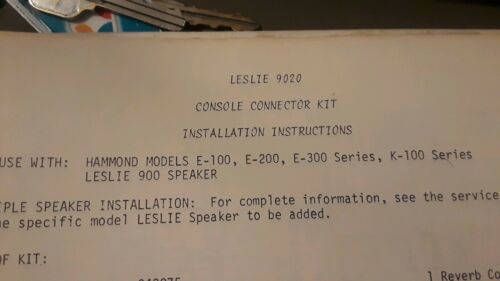 LESLIE 9020
CONSOLE CONNECTOR KIT
INSTALLATION INSTRUCTIONS
USE WITH: HAMMOND MODELS E-100, E-200, E-300 Series, K-100 Series
LESLIE 900 SPEAKER
IPLE SPEAKER INSTALLATION: For complete information, see the service
e specific model LESLIE Speaker to be added.
OF KIT:
1 Reverb Co